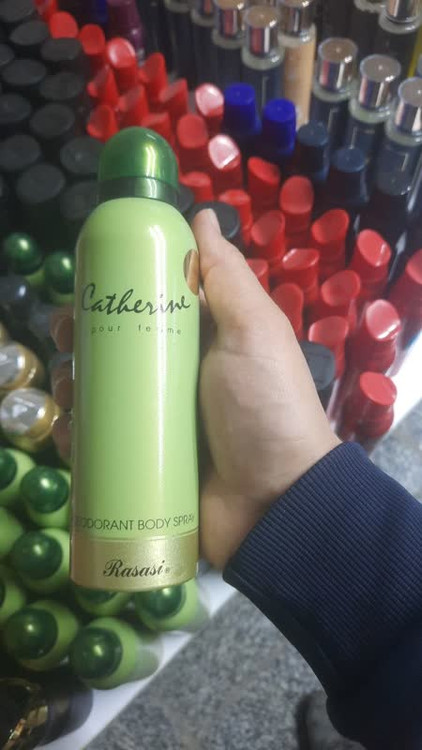 Catherine
pour femme
DEODORANT BODY SPRAY
Rasasi